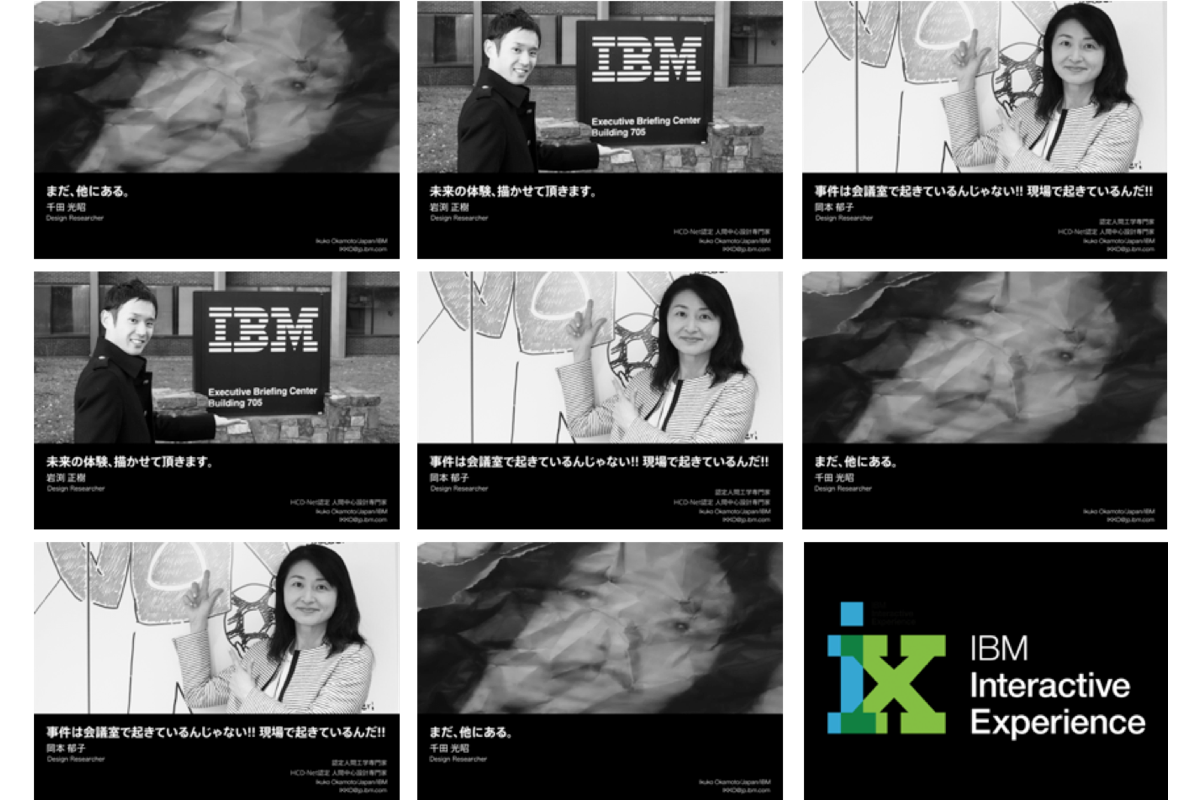 IBM
Executive Briefing Center
Building 705
まだ、他にある。
千田 光昭
Design Researcher
Ikuko Okamoto/Japan/IBM
IKKO@jp.ibm.com
未来の体験、描かせて頂きます。
岩渕 正樹
Design Researcher
HCD-Net認定 人間中心設計専門家
Ikuko Okamoto/Japan/IBM
IKKO@jp.ibm.com
事件は会議室で起きているんじゃない!! 現場で起きているんだ!!
岡本 郁子
Design Researcher
認定人間工学専門家
HCD-Net認定 人間中心設計専門家
Ikuko Okamoto/Japan/IBM
IKKO@jp.ibm.com
IBM
Executive Briefing Center
Building 705
未来の体験、描かせて頂きます。
岩渕 正樹
Design Researcher
HCD-Net認定 人間中心設計専門家
Ikuko Okamoto/Japan/IBM
IKKO@jp.ibm.com
事件は会議室で起きているんじゃない!! 現場で起きているんだ!!
岡本 郁子
Design Researcher
認定人間工学専門家
HCD-Net認定 人間中心設計専門家
Ikuko Okamoto/Japan/IBM
IKKO@jp.ibm.com
まだ、他にある。
千田 光昭
Design Researcher
Ikuko Okamoto/Japan/IBM
IKKO@jp.ibm.com
事件は会議室で起きているんじゃない!! 現場で起きているんだ!!
岡本 郁子
Design Researcher
認定人間工学専門家
HCD-Net認定 人間中心設計専門家
Ikuko Okamoto/Japan/IBM
IKKO@jp.ibm.com
まだ、他にある。
千田 光昭
Design Researcher
Ikuko Okamoto/Japan/IBM
IKKO@jp.ibm.com
ix
IBM
Interactive
Experience